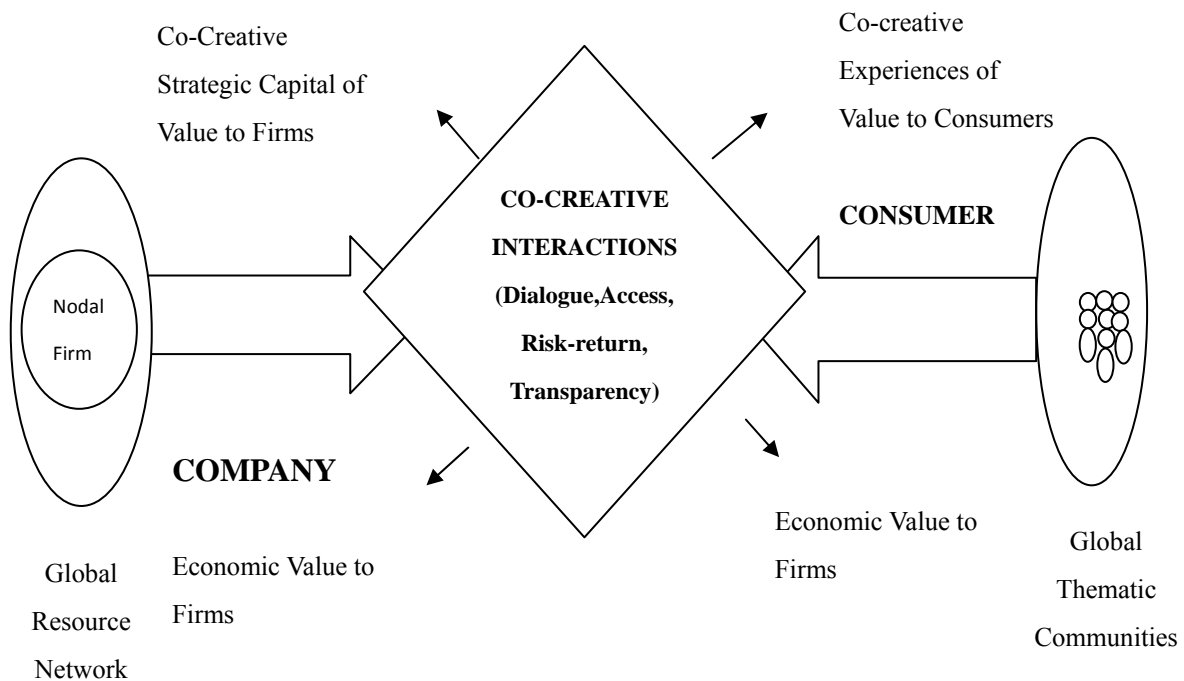 Co-Creative
Strategic Capital of
Value to Firms
Co-creative
Experiences of
Value to Consumers
CO-CREATIVE
INTERACTIONS
(Dialogue,Access,
Risk-return,
Transparency)
CONSUMER
Nodal
Firm
COMPANY
Economic Value to
Firms
Economic Value to
Firms
Global
Resource
Network
Global
Thematic
Communities